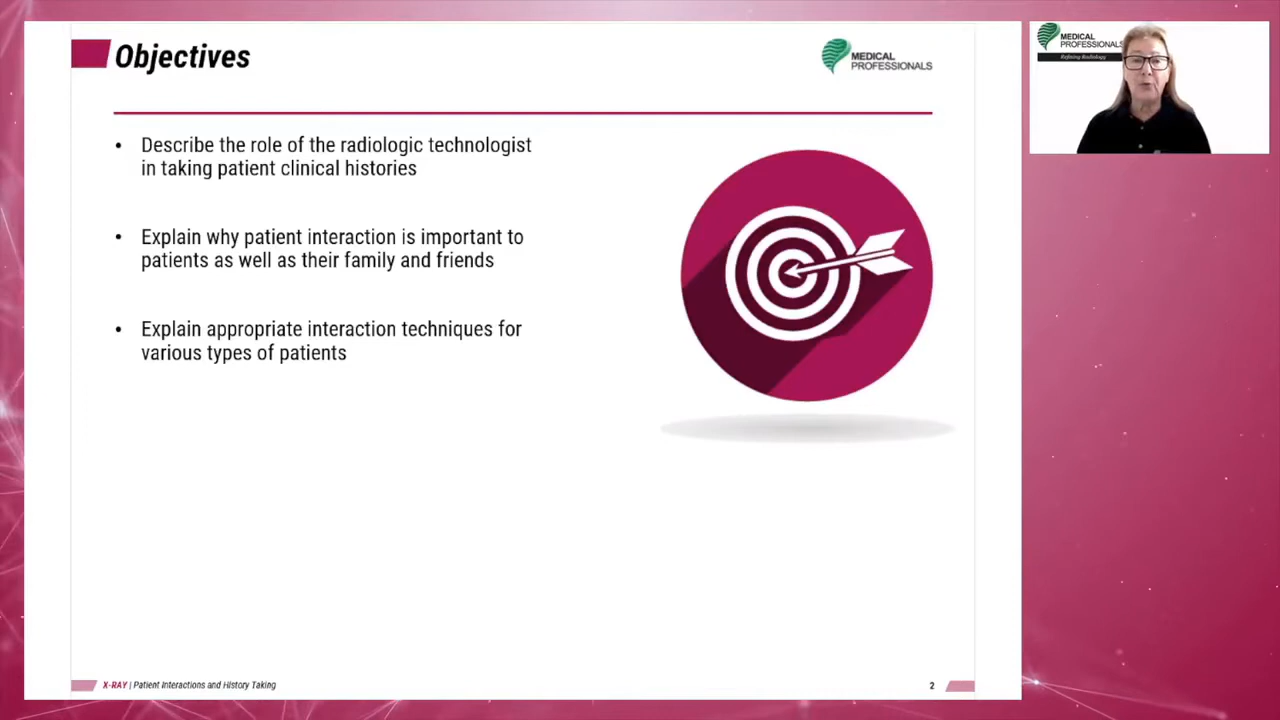 Objectives
MEDICAL
PROFESSIONALS
• Describe the role of the radiologic technologist
in taking patient clinical histories
• Explain why patient interaction is important to
patients as well as their family and friends
• Explain appropriate interaction techniques for
various types of patients
X-RAY | Patient Interactions and History Taking
2
MEDICAL
PROFESSIONALS
Refining Radiology